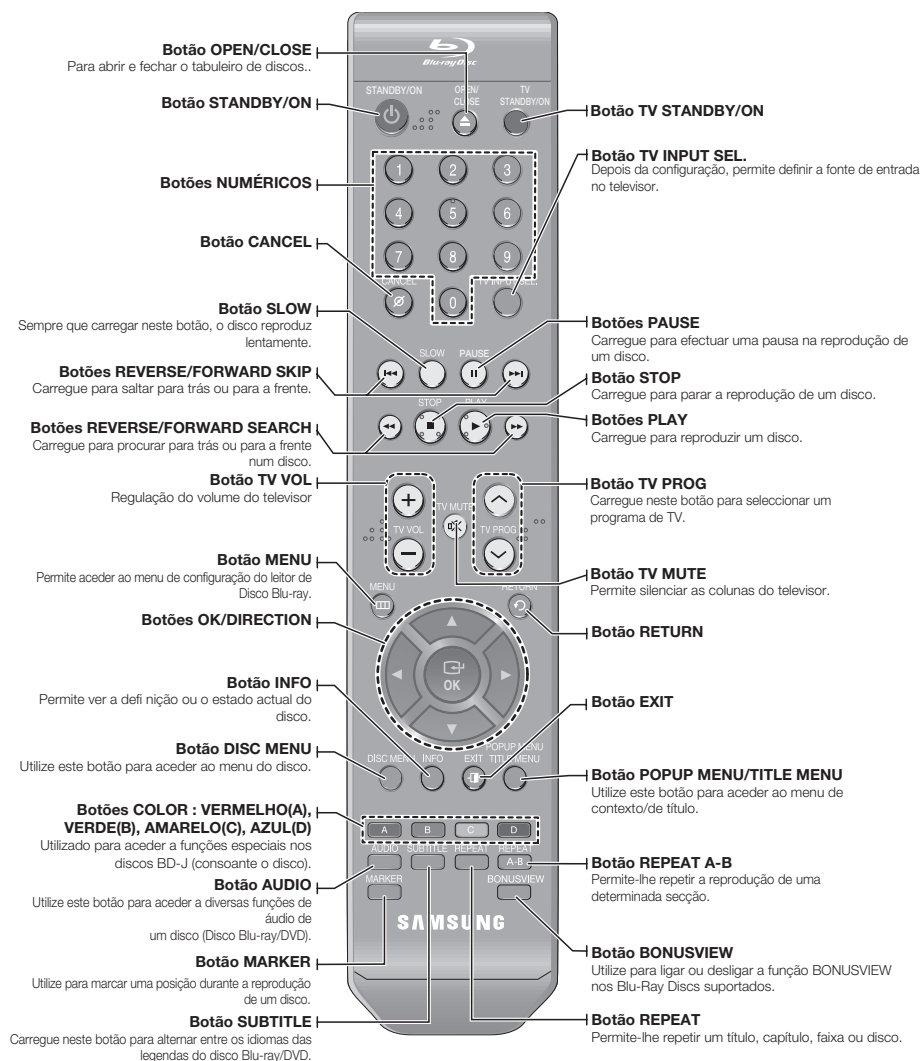 Botão OPEN/CLOSE
Para abrir e fechar o tabuleiro de discos..
Botão STANDBY/ON
Botões NUMÉRICOS
Botão CANCEL
Botão SLOW
Sempre que carregar neste botão, o disco reproduz
lentamente.
Botões REVERSE/FORWARD SKIP
Carregue para saltar para trás ou para a frente.
Botões REVERSE/FORWARD SEARCH
Carregue para procurar para trás ou para a frente
num disco.
Botão TV VOL
Regulação do volume do televisor
Botão MENU
Permite aceder ao menu de configuração do leitor de
Disco Blu-ray.
Botões OK/DIRECTION
Botão INFO
Permite ver a defi nição ou o estado actual do
disco.
Botão DISC MENU
Utilize este botão para aceder ao menu do disco.
Botões COLOR : VERMELHO(A),
VERDE(B), AMARELO(C), AZUL(D)
Utilizado para aceder a funções especiais nos
discos BD-J (consoante o disco).
Botão AUDIO
Utilize este botão para aceder a diversas funções de
áudio de
um disco (Disco Blu-ray/DVD).
Botão MARKER
Utilize para marcar uma posição durante a reprodução
de um disco.
Botão SUBTITLE
Carregue neste botão para alternar entre os idiomas das
legendas do disco Blu-ray/DVD.
Blu-ray Disc
STANDBY/ON OPEN/ TV
CLOSE STANDBY/ON
1 2 3
4 5 6
7 8 9
CANCEL TV INPUT SEL.
0
SLOW PAUSE
STOP PLAY
TV MUTE
TV VOL TV PROG
MENU RETURN
OK
POPUP MENU
DISC MENU INFO EXIT TITLE MENU
A B C D
AUDIO SUBTITLE REPEAT REPEAT
A-B
MARKER BONUSVIEW
SAMSUNG
Botão TV STANDBY/ON
Botão TV INPUT SEL.
Depois da configuração, permite definir a fonte de entrada
no televisor.
Botões PAUSE
Carregue para efectuar uma pausa na reprodução de
um disco.
Botão STOP
Carregue para parar a reprodução de um disco.
Botões PLAY
Carregue para reproduzir um disco.
Botão TV PROG
Carregue neste botão para seleccionar um
programa de TV.
Botão TV MUTE
Permite silenciar as colunas do televisor.
Botão RETURN
Botão EXIT
Botão POPUP MENU/TITLE MENU
Utilize este botão para aceder ao menu de
contexto/de título.
Botão REPEAT A-B
Permite-lhe repetir a reprodução de uma
determinada secção.
Botão BONUSVIEW
Utilize para ligar ou desligar a função BONUSVIEW
nos Blu-Ray Discs suportados.
Botão REPEAT
Permite-lhe repetir um título, capítulo, faixa ou disco.